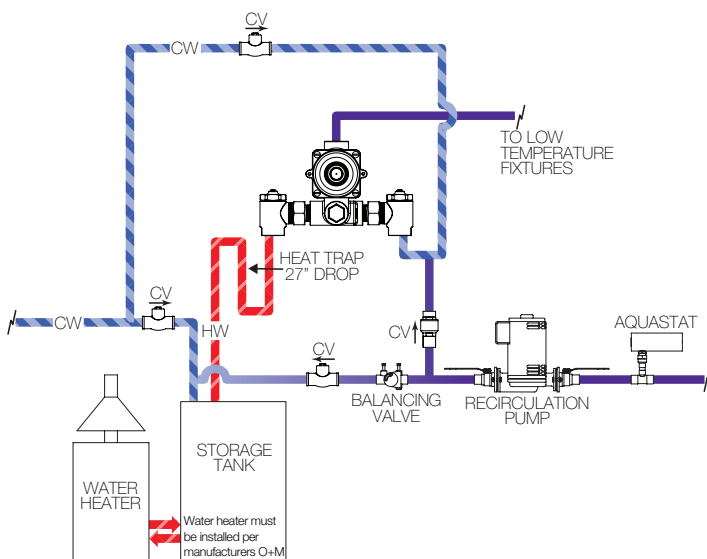 CV
CW
TO LOW
TEMPERATURE
FIXTURES
HEAT TRAP
27" DROP
CV
CW
HW
CV
AQUASTAT
CV
BALANCING
VALVE
RECIRCULATION
PUMP
STORAGE
TANK
WATER
HEATER
Water heater must
be installed per
manufacturers O+M